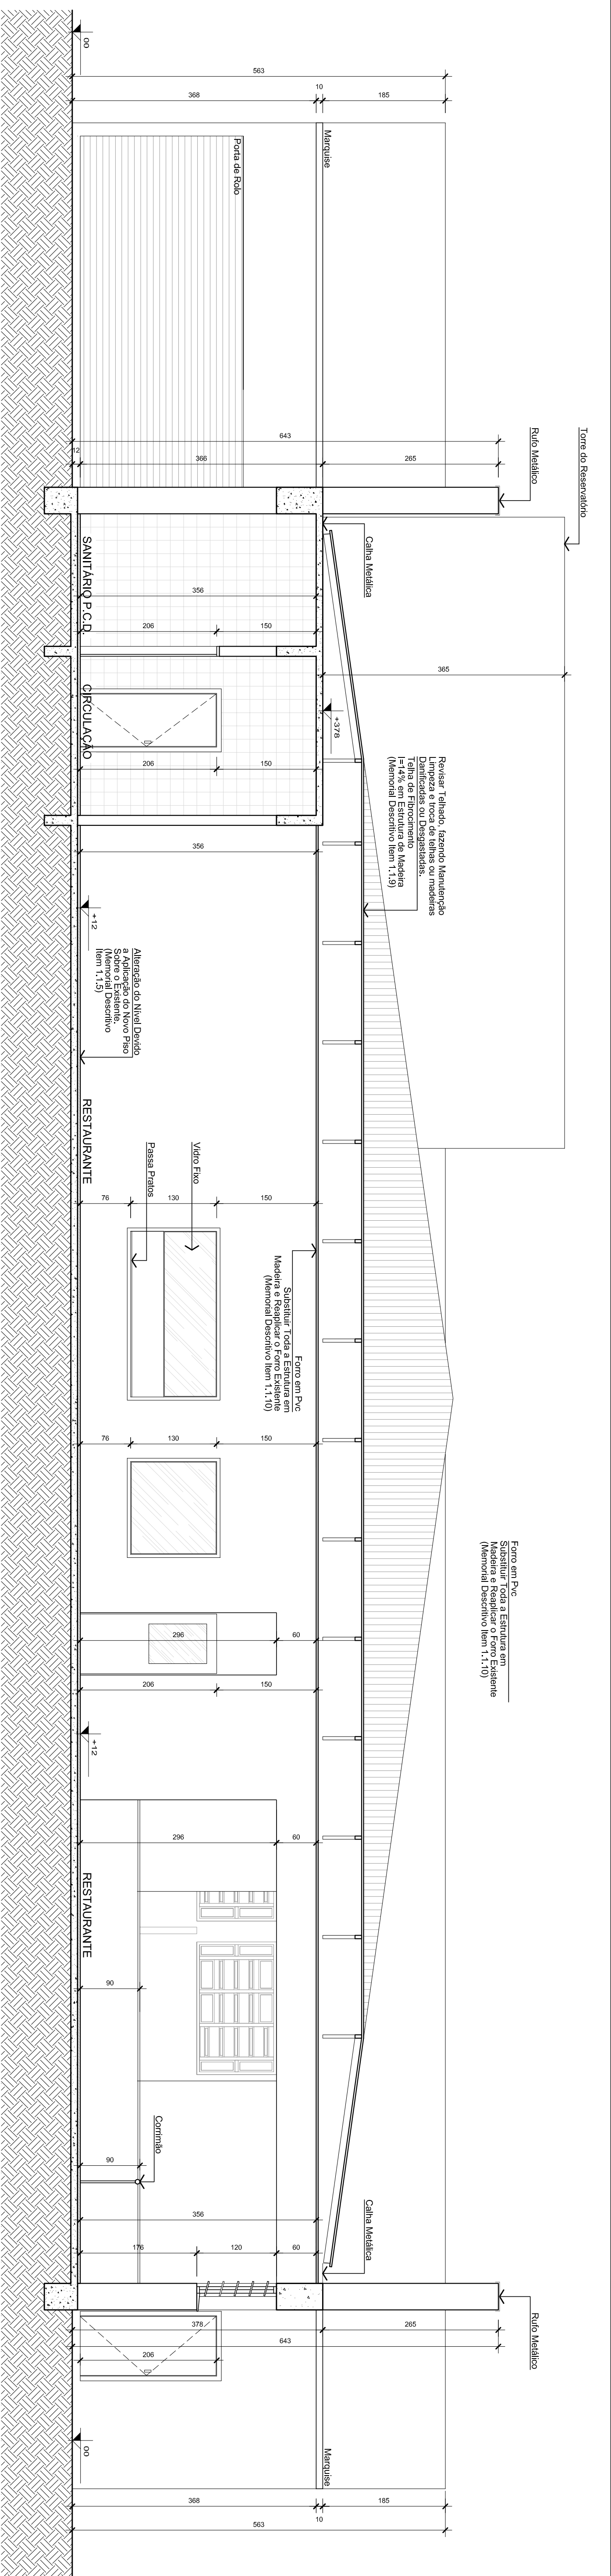 Torre do Reservatório
Rufo Metálico
Calha Metálica
Marquise
Porta de Rolo
563
368
10
185
00
643
12
366
265
365
+378
SANITÁRIO P.C.D.
356
206
150
CIRCULAÇÃO
206
150
Revisar Telhado, fazendo Manutenção
Limpeza e troca de telhas ou madeiras
Danificadas ou Desgastadas.
Telha de Fibrocimento
I=14% em Estrutura de Madeira
(Memorial Descritivo Item 1.1.9)
356
+12
Alteração do Nível Devido
a Aplicação do Novo Piso
Sobre o Existente.
(Memorial Descritivo
Item 1.1.5)
RESTAURANTE
76
130
150
Vidro Fixo
Passa Pratos
Forro em Pvc
Substituir Toda a Estrutura em
Madeira e Reaplicar o Forro Existente
(Memorial Descritivo Item 1.1.10)
76
130
150
Forro em Pvc
Substituir Toda a Estrutura em
Madeira e Reaplicar o Forro Existente
(Memorial Descritivo Item 1.1.10)
296
60
206
150
+12
296
60
RESTAURANTE
90
90
Corrimão
356
176
120
60
Calha Metálica
Rufo Metálico
378
265
643
206
00
Marquise
368
10
185
563